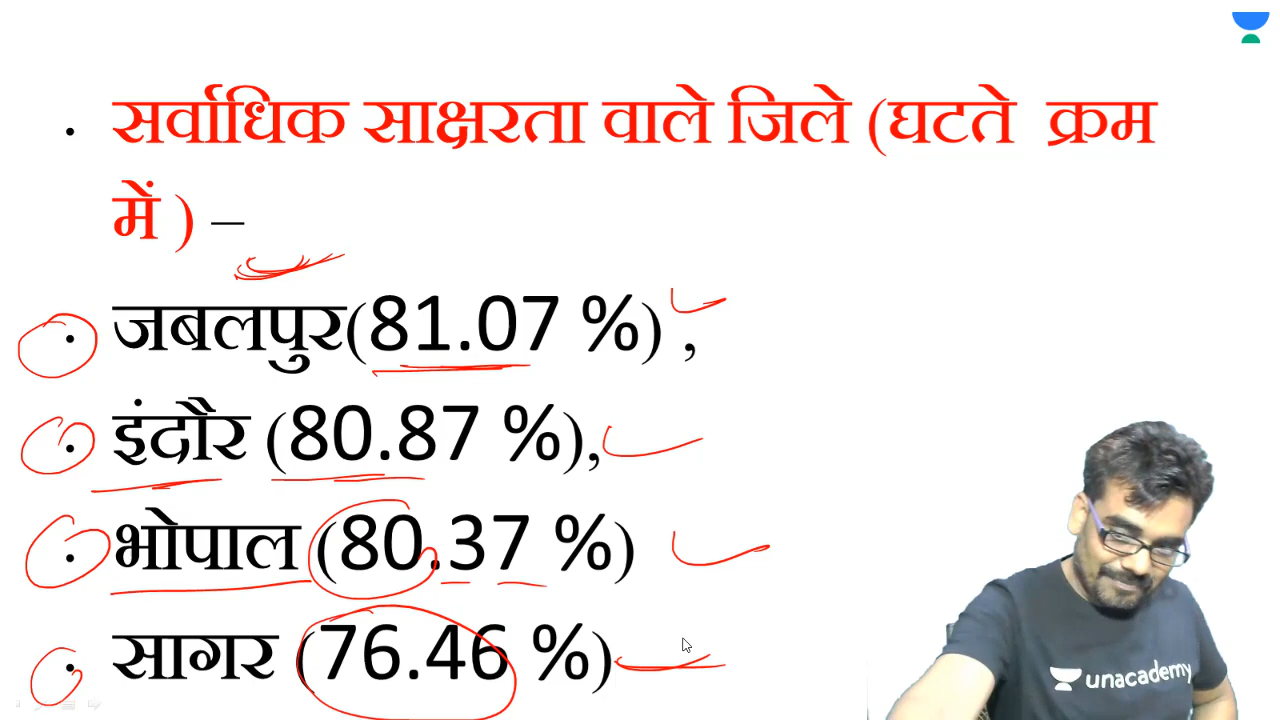 • सर्वाधिक साक्षरता वाले जिले (घटते क्रम
में ) –
• जबलपुर(81.07 %) ,
• इंदौर (80.87 %),
• भोपाल (80.37 %)
• सागर (76.46 %)
unacademy